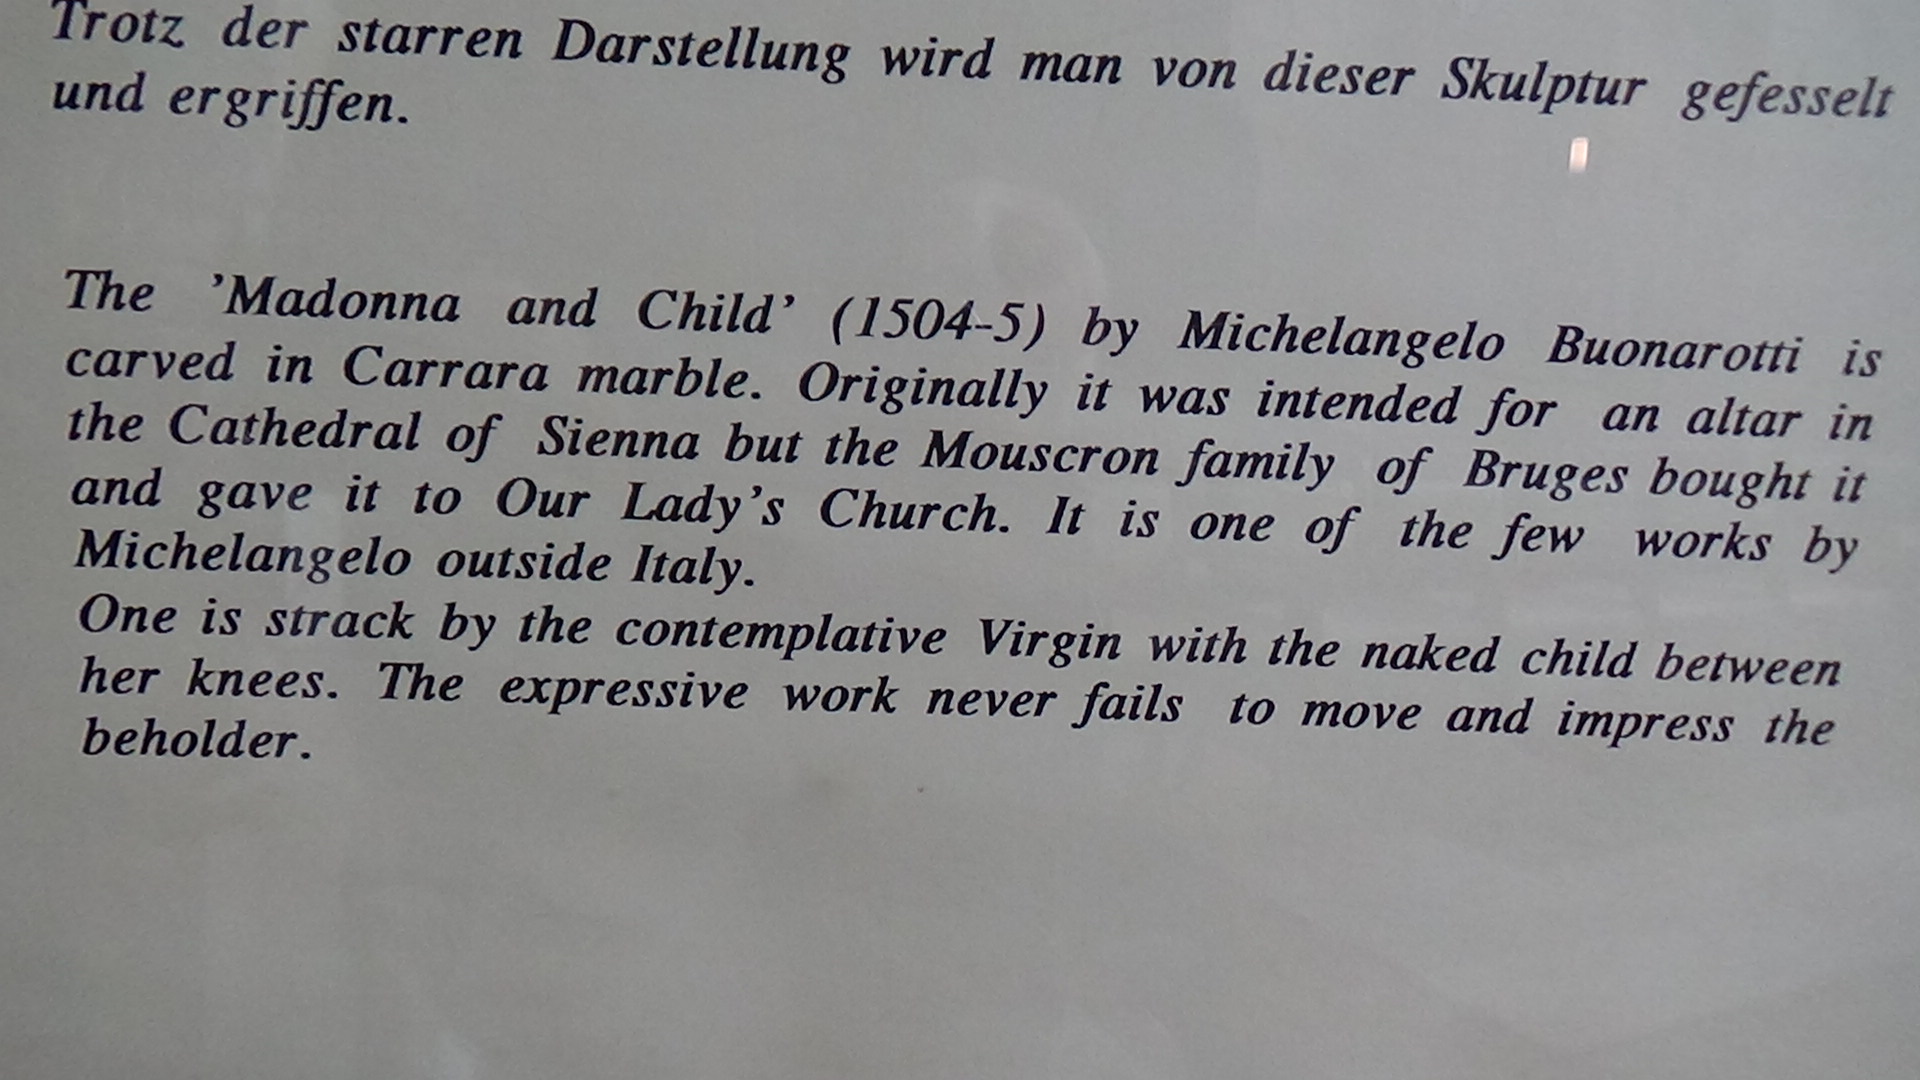 Trotz der starren Darstellung wird man von dieser Skulptur gefesselt
und ergriffen.
The 'Madonna and Child' (1504-5) by Michelangelo Buonarotti is
carved in Carrara marble. Originally it was intended for an altar in
the Cathedral of Sienna but the Mouscron family of Bruges bought it
and gave it to Our Lady's Church. It is one of the few works by
Michelangelo outside Italy.
One is strack by the contemplative Virgin with the naked child between
her knees. The expressive work never fails to move and impress the
beholder.